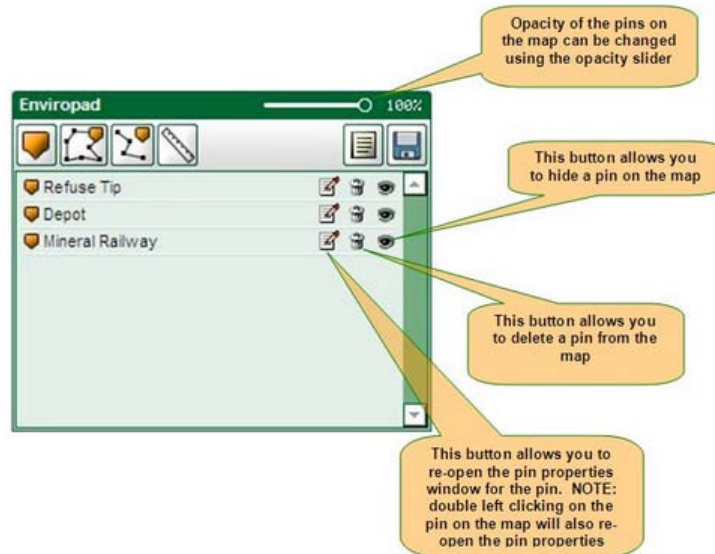 Opacity of the pins on
the map can be changed
using the opacity slider
Enviropad
100%
Refuse Tip
Depot
Mineral Railway
This button allows you
to hide a pin on the map
This button allows you
to delete a pin from the
map
This button allows you to
re-open the pin properties
window for the pin. NOTE:
double left clicking on the
pin on the map will also re-
open the pin properties